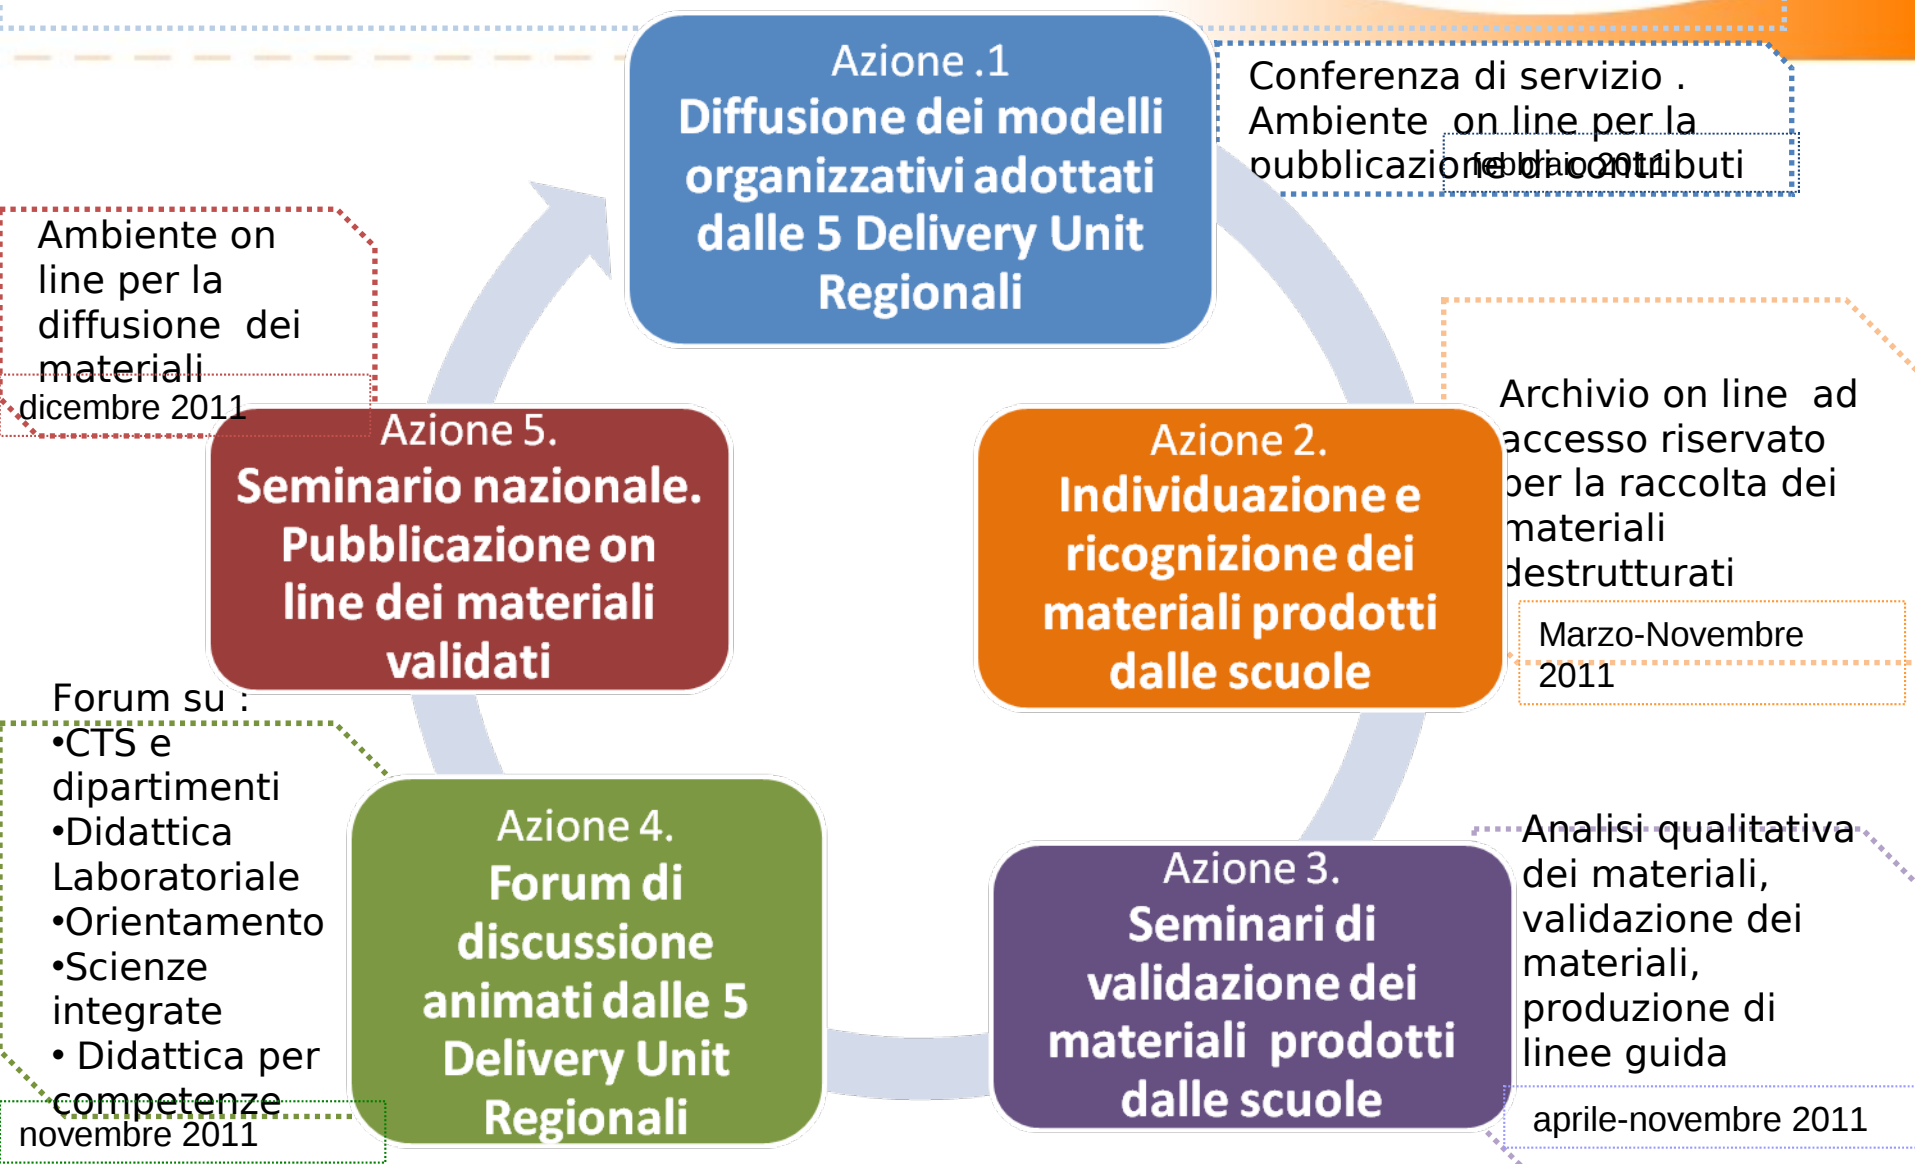 Azione .1
Diffusione dei modelli
organizzativi adottati
dalle 5 Delivery Unit
Regionali
Conferenza di servizio .
Ambiente  on line per la
pubblicazione di contributi
febbraio 2011
Azione 2.
Individuazione e
ricognizione dei
materiali prodotti
dalle scuole
Archivio on line  ad
accesso riservato
per la raccolta dei
materiali
destrutturati
Marzo-Novembre
2011
Azione 3.
Seminari di
validazione dei
materiali  prodotti
dalle scuole
Analisi qualitativa
dei materiali,
validazione dei
materiali,
produzione di
linee guida
aprile-novembre 2011
Azione 4.
Forum di
discussione
animati dalle 5
Delivery Unit
Regionali
Forum su :
•CTS e
dipartimenti
•Didattica
Laboratoriale
•Orientamento
•Scienze
integrate
• Didattica per
competenze
novembre 2011
Azione 5.
Seminario nazionale.
Pubblicazione on
line dei materiali
validati
Ambiente on
line per la
diffusione  dei
materiali
dicembre 2011